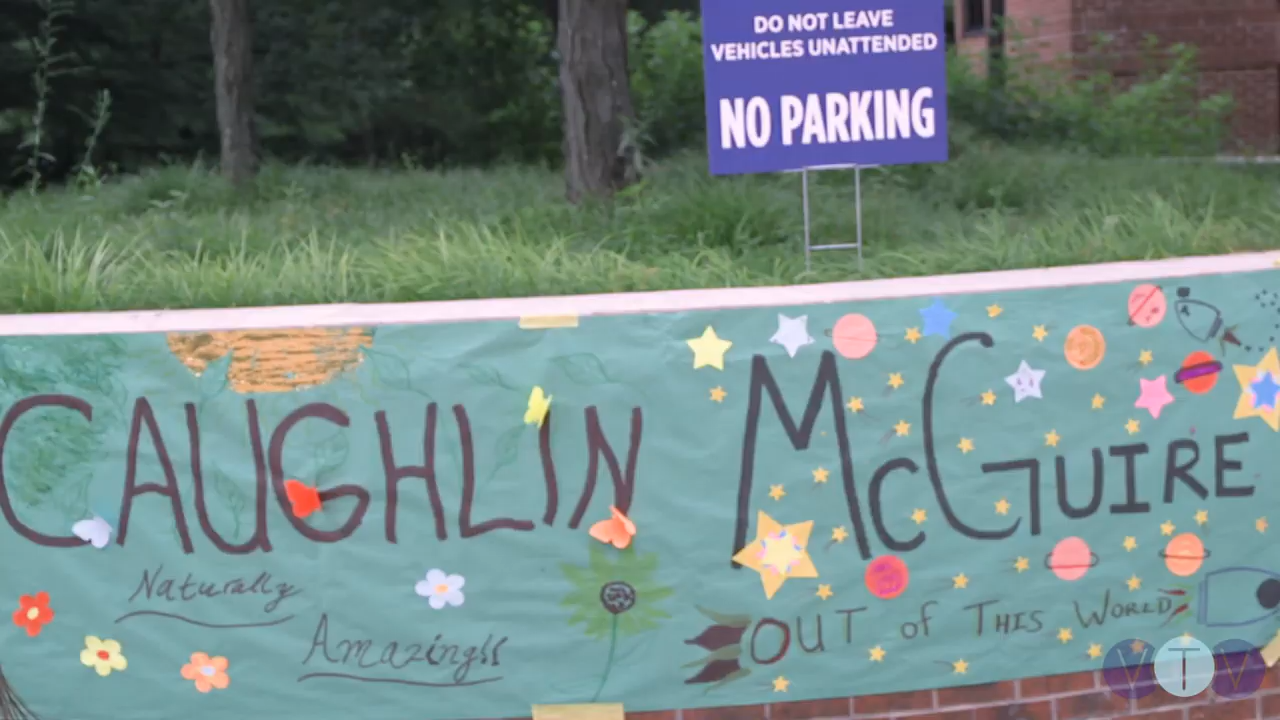 DO NOT LEAVE
VEHICLES UNATTENDED
NO PARKING
CAUGHLIN
Naturally
Amazing!!
McGUIRE
OUT of THIS WORLD
VTV